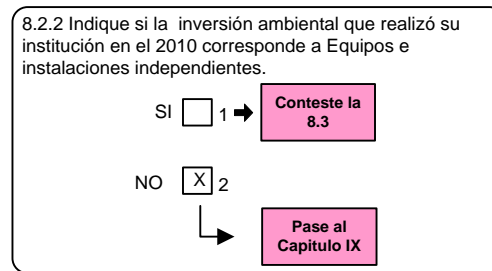 8.2.2 Indique si la  inversión ambiental que realizó su
institución en el 2010 corresponde a Equipos e
instalaciones independientes.
SI 1 Conteste la
8.3
NO X 2
Pase al
Capitulo IX